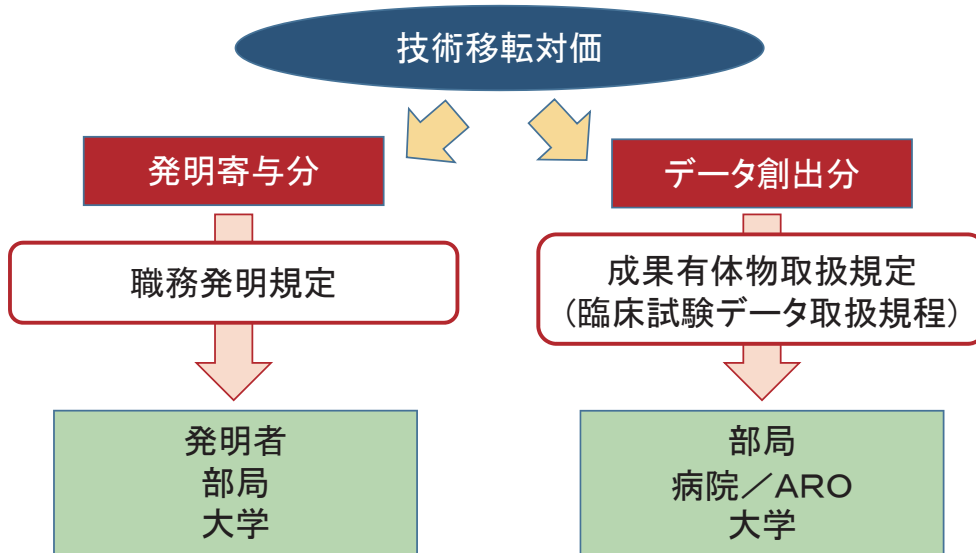 技術移転対価
発明寄与分
データ創出分
職務発明規定
成果有体物取扱規定
(臨床試験データ取扱規程)
発明者
部局
大学
部局
病院／ARO
大学